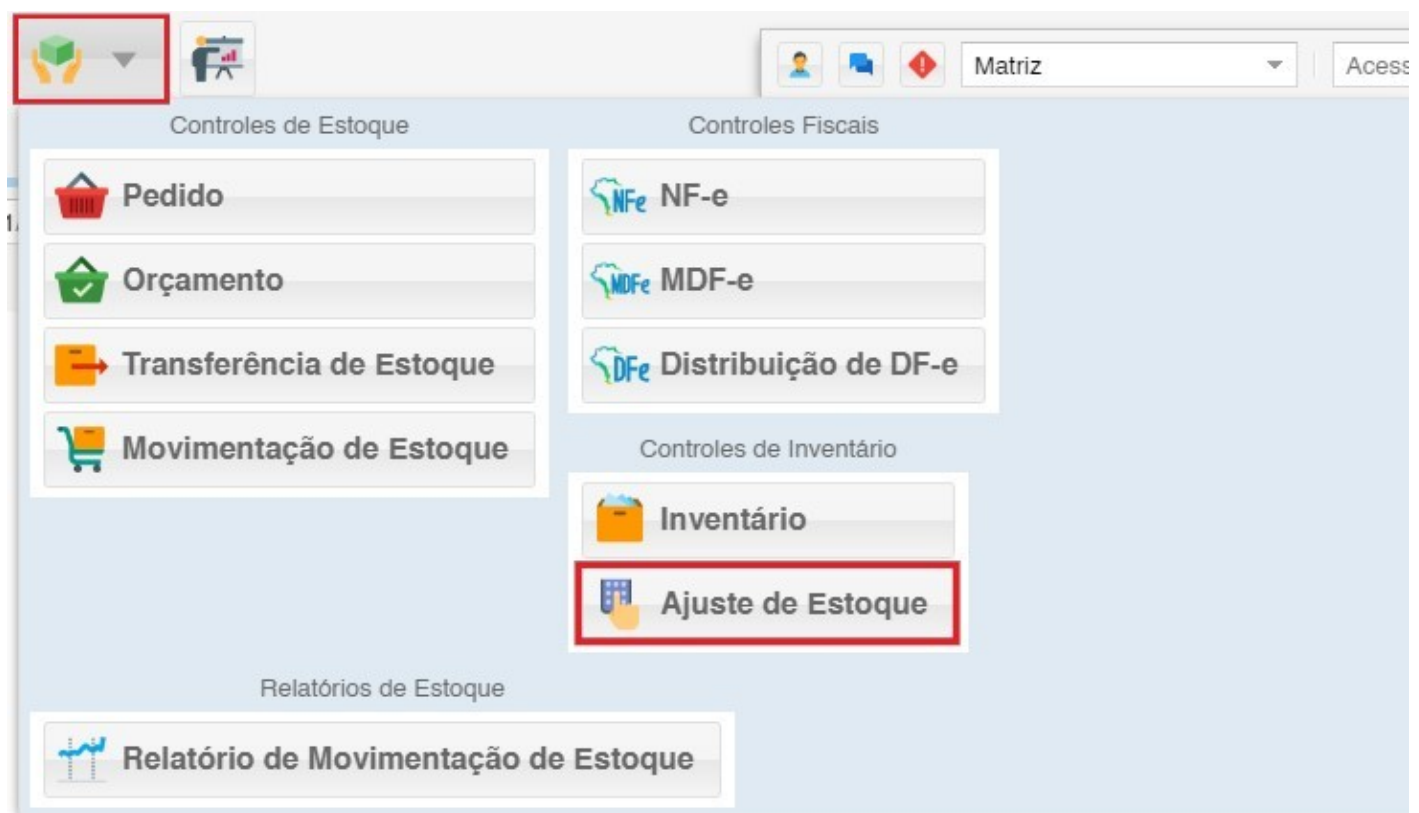 Matriz
Acess
Controles de Estoque
Pedido
Orçamento
Transferência de Estoque
Movimentação de Estoque
Controles Fiscais
NFe NF-e
MDFe MDF-e
DFe Distribuição de DF-e
Controles de Inventário
Inventário
Ajuste de Estoque
Relatórios de Estoque
Relatório de Movimentação de Estoque